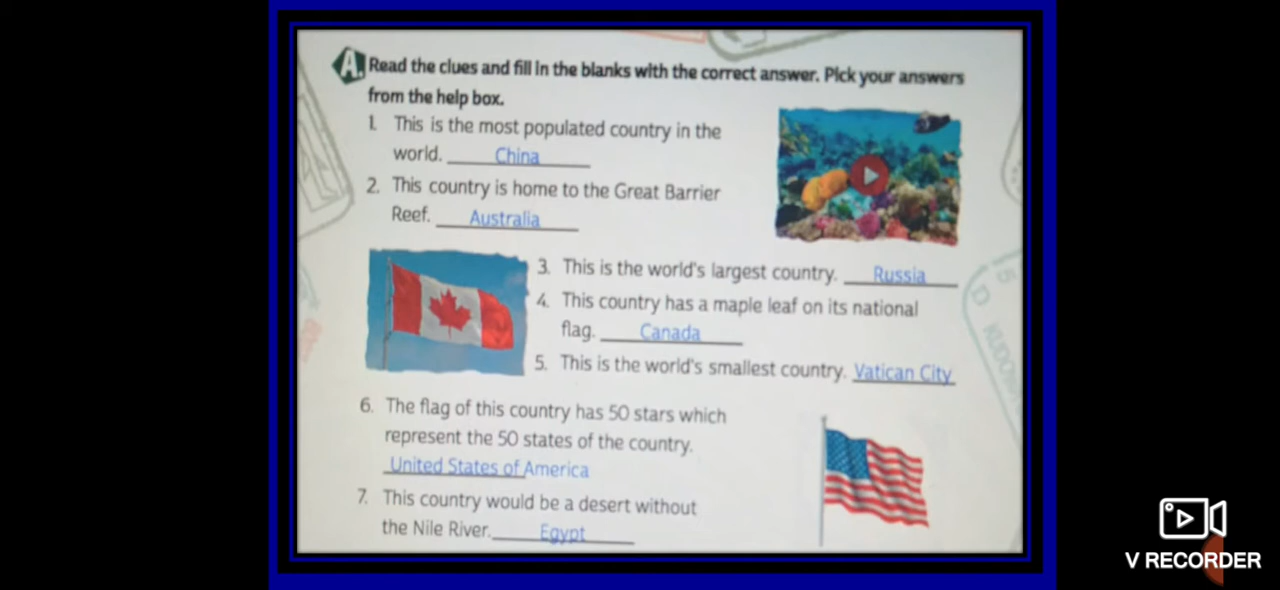 A. Read the clues and fill in the blanks with the correct answer. Pick your answers
from the help box.
1. This is the most populated country in the
world. China
2. This country is home to the Great Barrier
Reef. Australia
3. This is the world's largest country. Russia
4. This country has a maple leaf on its national
flag. Canada
5. This is the world's smallest country. Vatican City
6. The flag of this country has 50 stars which
represent the 50 states of the country.
United States of America
7. This country would be a desert without
the Nile River. Egypt
V RECORDER